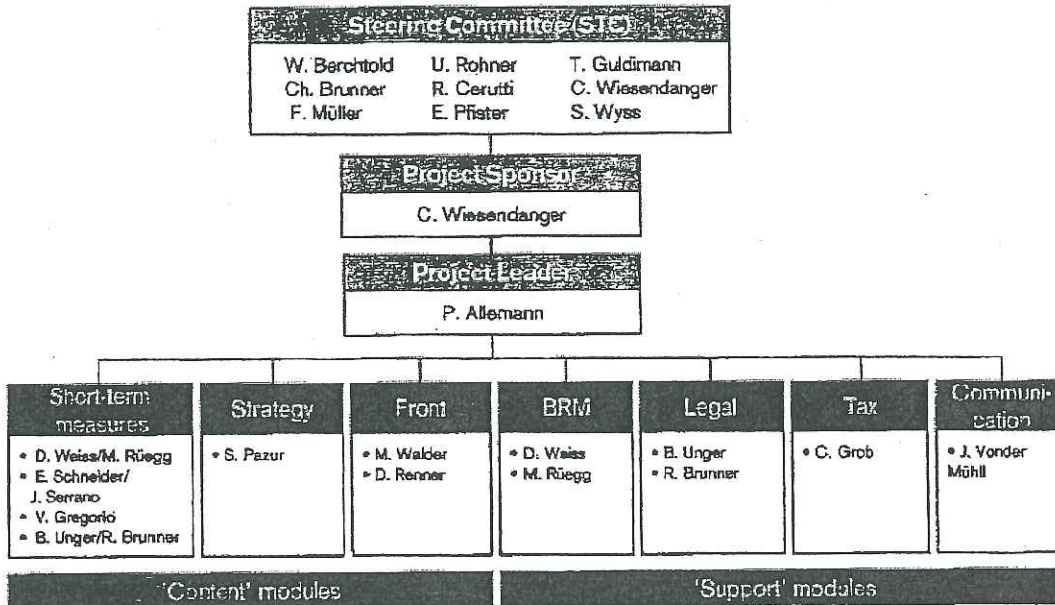 Steering Committee (STC)
W. Berchtold U. Rohner T. Guldimann
Ch. Brunner R. Cerutti C. Wiesendanger
F. Müller E. Pfister S. Wyss
Project Sponsor
C. Wiesendanger
Project Leader
P. Allemann
Short-term
measures
• D. Weiss/M. Rüegg
• E. Schneider/
J. Serrano
• V. Gregorio
• B. Unger/R. Brunner
Strategy
• S. Pazur
Front
• M. Walder
• D. Renner
BRM
• D. Weiss
• M. Rüegg
Legal
• B. Unger
• R. Brunner
Tax
• C. Grob
Communi-
cation
• J. Vonder
Mühll
'Content' modules
'Support' modules